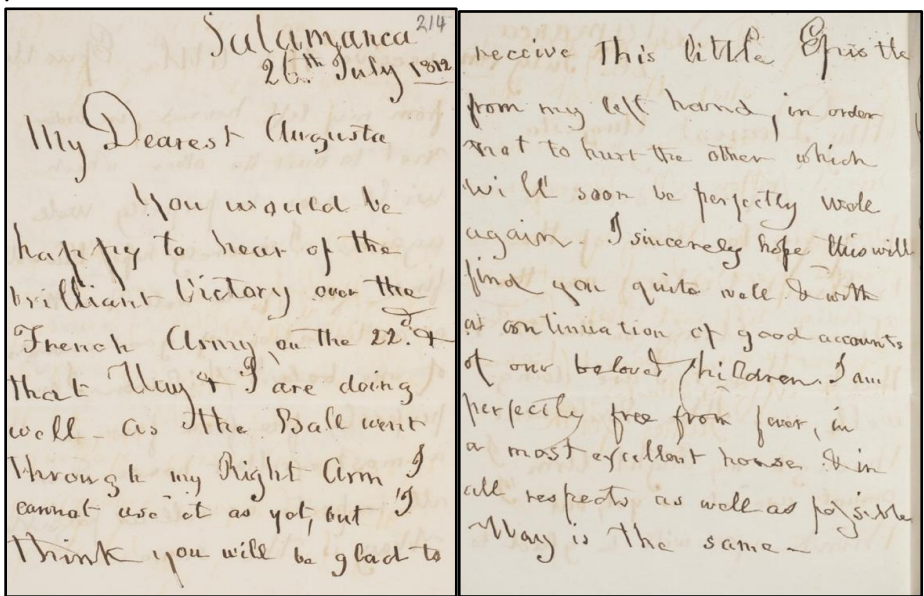 214
Salamanca
26th July 1812
My Dearest Augusta
You would be
happy to hear of the
brilliant Victory over the
French Army on the 22d. &
that May & I are doing
well - as the Ball went
through my Right Arm I
cannot use it as yet, but I
think you will be glad to
receive this little Epistle
from my left hand, in order
not to hurt the other which
will soon be perfectly well
again. I sincerely hope this will
find you quite well & with
a continuation of good accounts
of our beloved Children. I am
perfectly free from fever, in
a most excellent house & in
all respects as well as possible
May is the same -